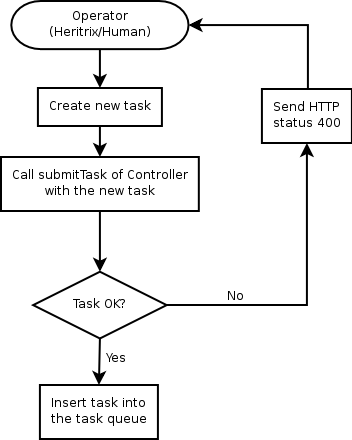 Operator
(Heritrix/Human)
Create new task
Send HTTP
status 400
Call submitTask of Controller
with the new task
Task OK?
No
Yes
Insert task into
the task queue